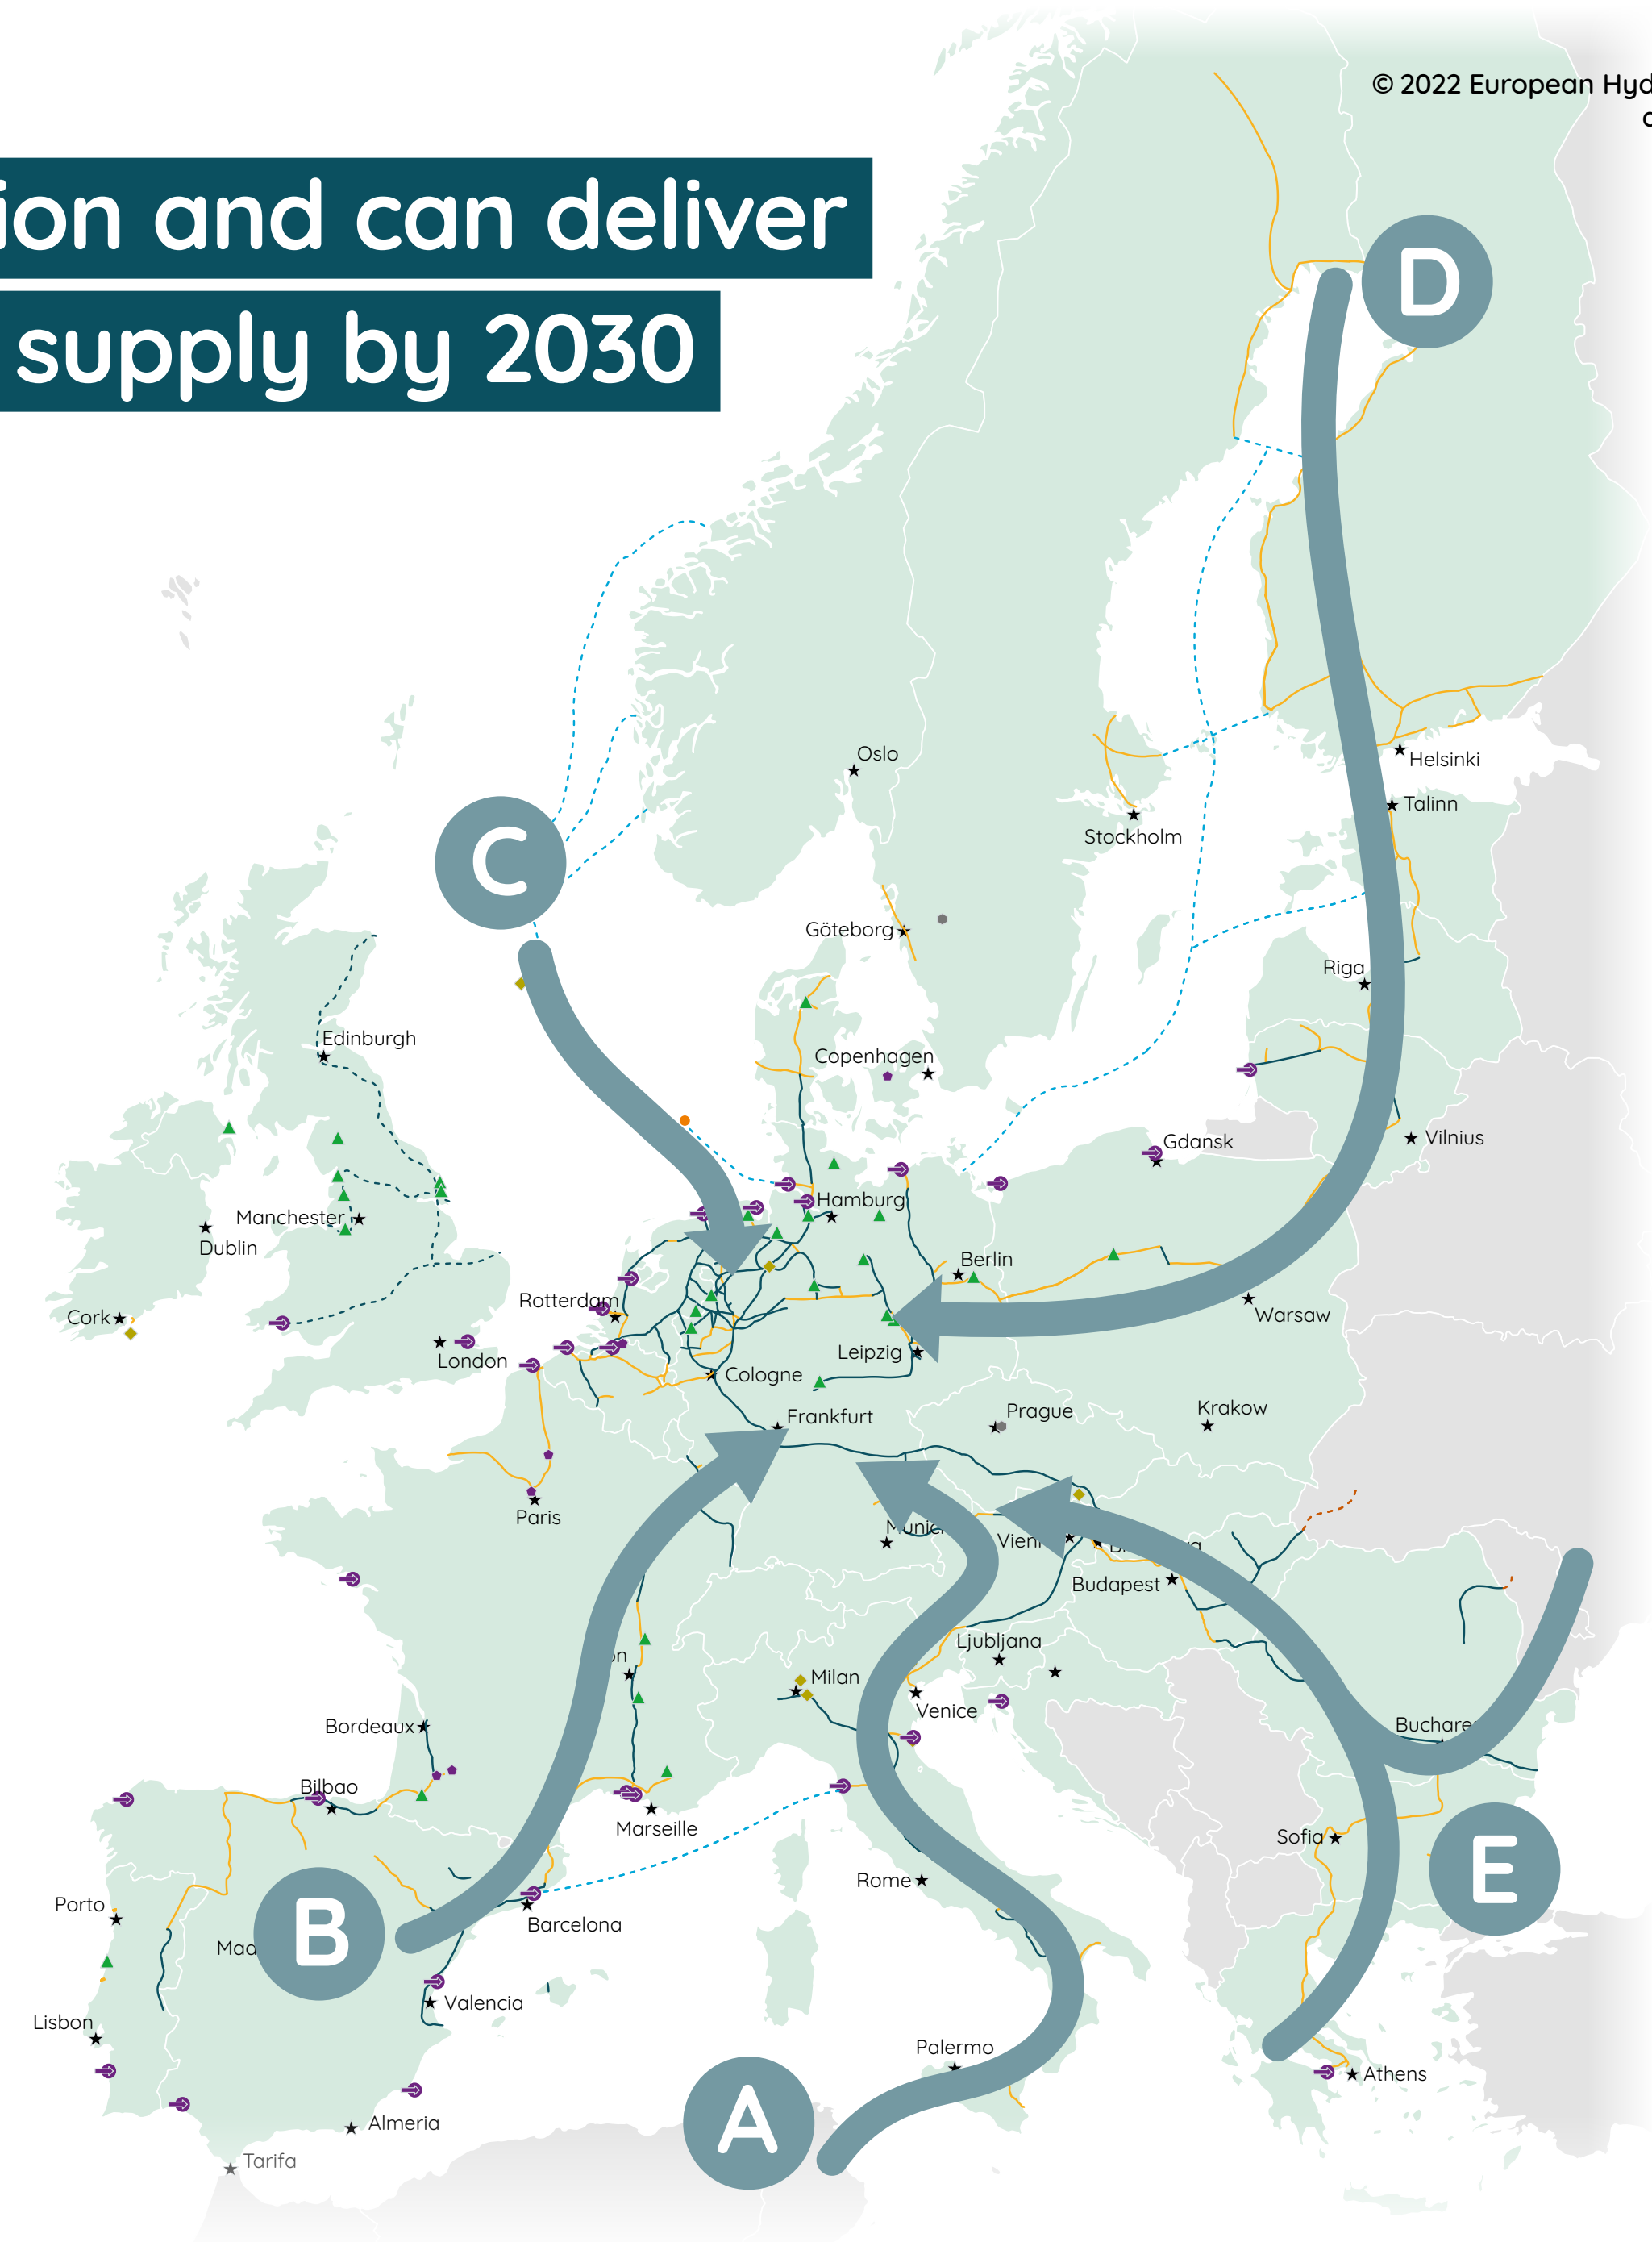 © 2022 European Hyd
ion and can deliver
supply by 2030
D
Oslo
Helsinki
Talinn
Stockholm
C
Göteborg
Riga
Edinburgh
Copenhagen
Vilnius
Gdansk
Hamburg
Manchester
Dublin
Berlin
Rotterdam
Warsaw
Cork
London
Leipzig
Cologne
Frankfurt
Prague
Krakow
Paris
Budapest
Ljubljana
Milan
Venice
Bordeaux
Bilbao
Marseille
Sofia
E
Rome
Porto
Barcelona
Mad
B
Valencia
Lisbon
Palermo
Athens
A
Almeria
Tarifa